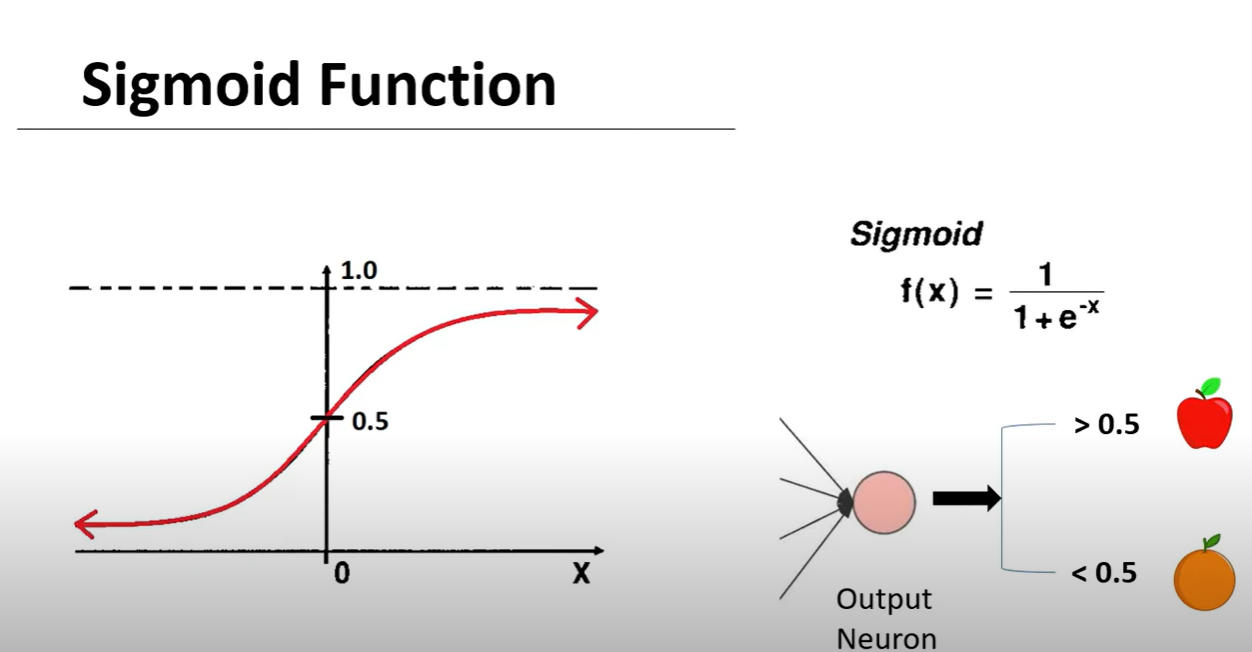 Sigmoid Function
1.0
0.5
0
X
Sigmoid
f(x) = 1
1+e^-x
> 0.5
< 0.5
Output
Neuron